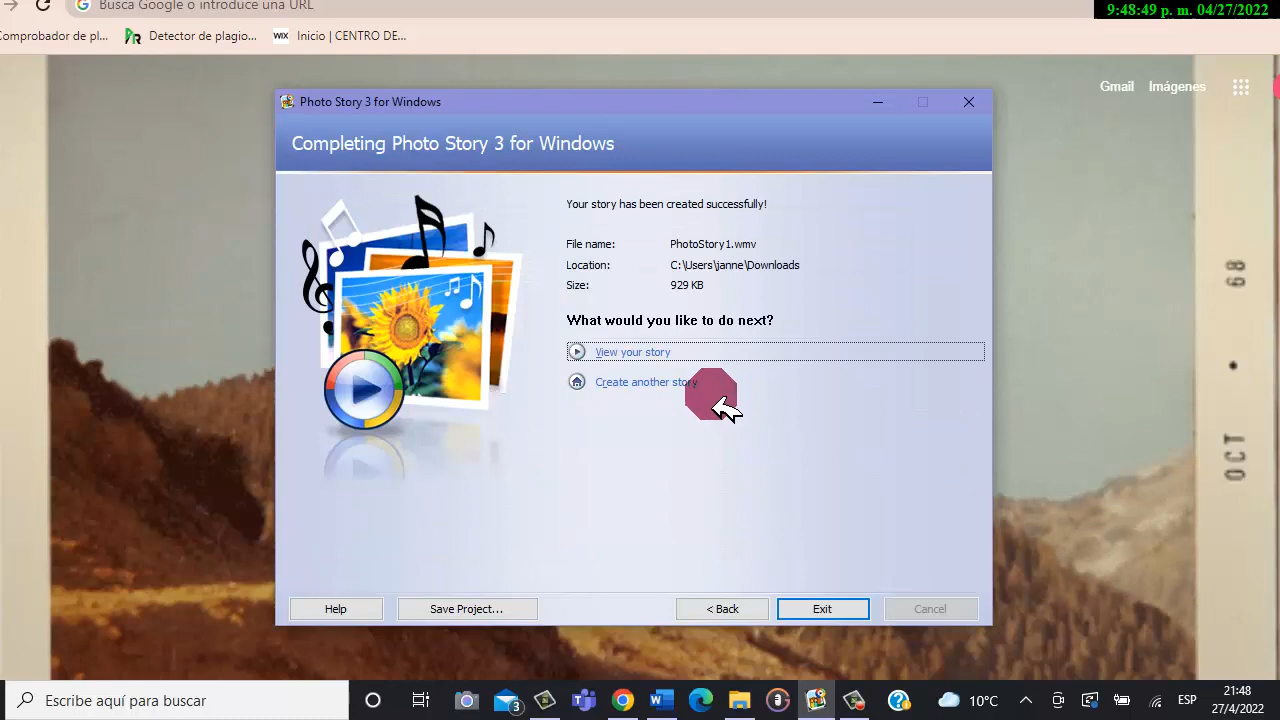 Busca Google o introduce una URL
9:48:49 p. m. 04/27/2022
Comprobador de pl...
Detector de plagio...
WIX
Inicio | CENTRO DE...
Gmail
Imágenes
Photo Story 3 for Windows
Completing Photo Story 3 for Windows
Your story has been created successfully!
File name: PhotoStory1.wmv
Location: C:\Users\janne\Downloads
Size: 929 KB
What would you like to do next?
View your story
Create another story
68
OCT
Help
Save Project...
< Back
Exit
Cancel
Escribe aquí para buscar
3
10°C
ESP
21:48
27/4/2022